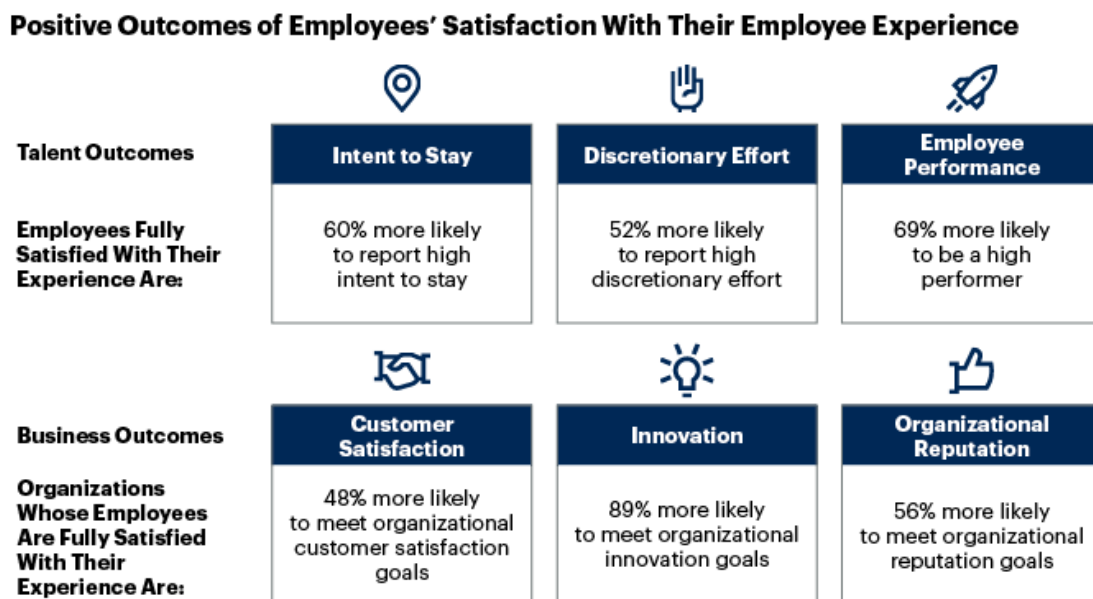 Positive Outcomes of Employees’ Satisfaction With Their Employee Experience
Talent Outcomes
Intent to Stay
Discretionary Effort
Employee
Performance
Employees Fully
Satisfied With Their
Experience Are:
60% more likely
to report high
intent to stay
52% more likely
to report high
discretionary effort
69% more likely
to be a high
performer
Business Outcomes
Customer
Satisfaction
Innovation
Organizational
Reputation
Organizations
Whose Employees
Are Fully Satisfied
With Their
Experience Are:
48% more likely
to meet organizational
customer satisfaction
goals
89% more likely
to meet organizational
innovation goals
56% more likely
to meet organizational
reputation goals